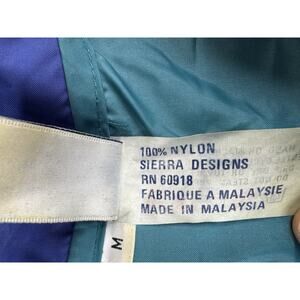 100% NYLON
SIERRA DESIGNS
RN 60918
FABRIQUE A MALAYSIE
MADE IN MALAYSIA
M